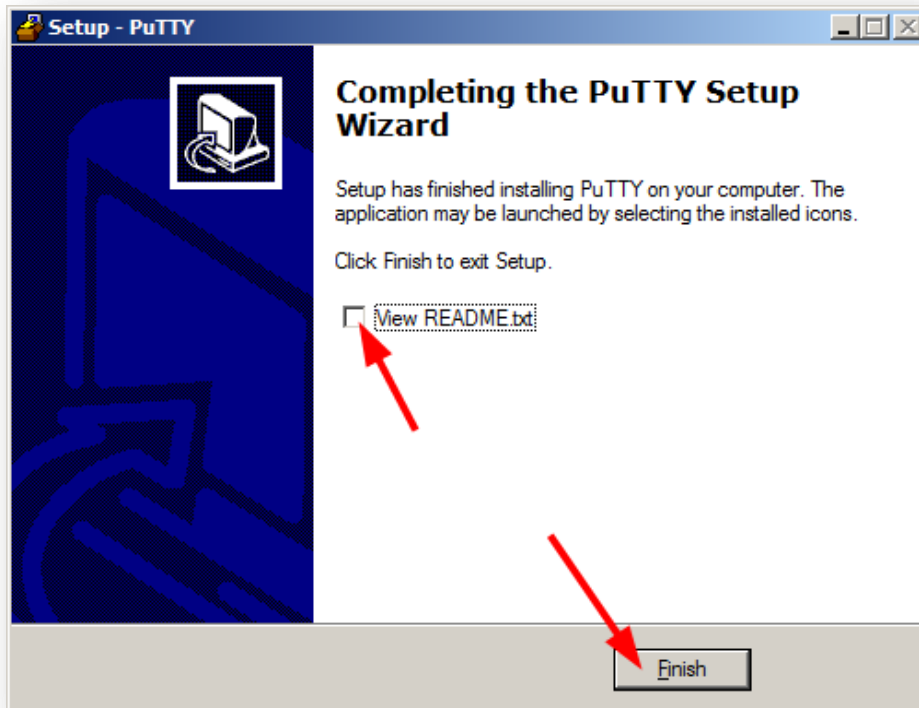 Setup - PuTTY
Completing the PuTTY Setup
Wizard
Setup has finished installing PuTTY on your computer. The
application may be launched by selecting the installed icons.
Click Finish to exit Setup.
View README.txt
Finish